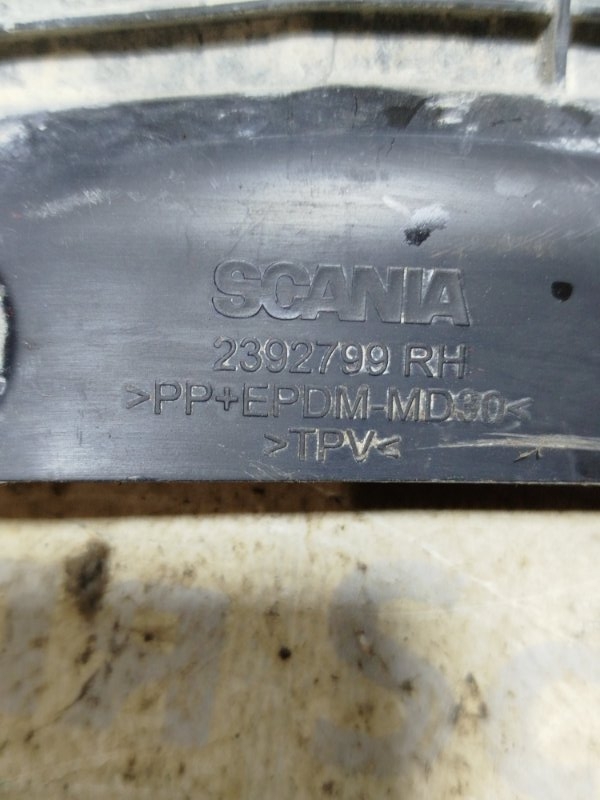 SCANIA
2392799 RH
>PP+EPDM-MD30<
>TPV<